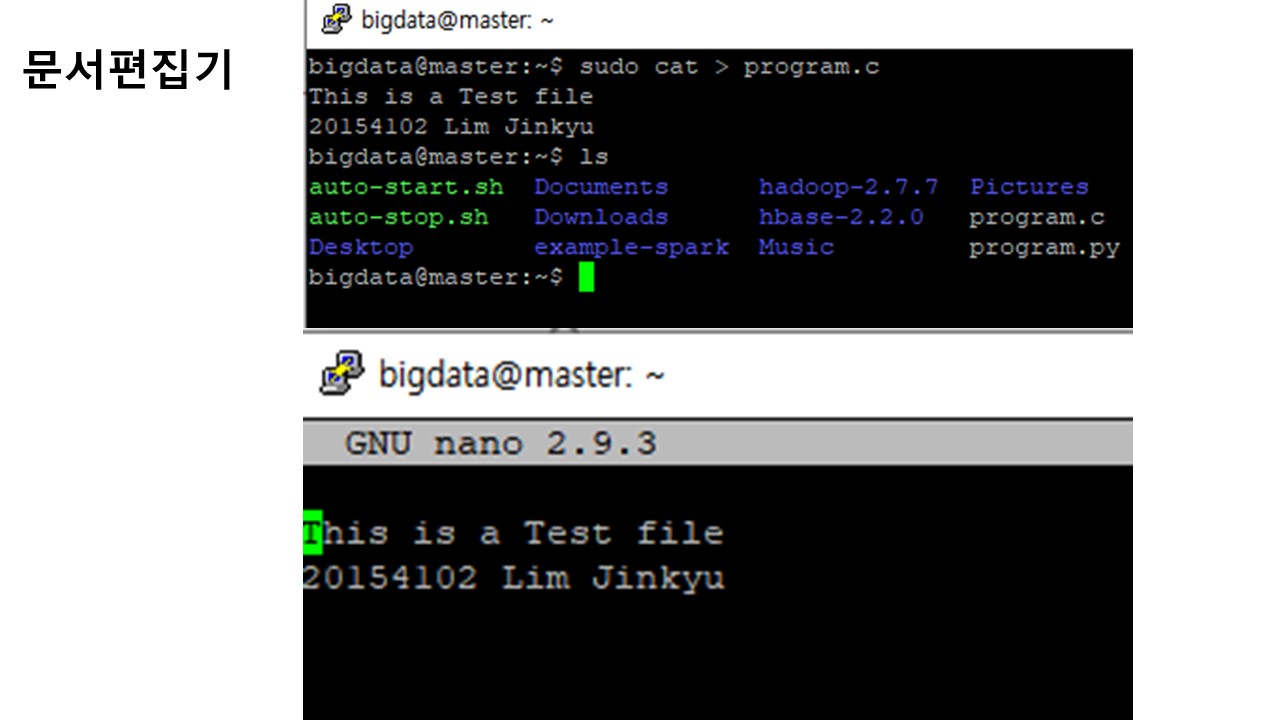 문서편집기
bigdata@master: ~
bigdata@master:~$ sudo cat > program.c
This is a Test file
20154102 Lim Jinkyu
bigdata@master:~$ ls
auto-start.sh Documents hadoop-2.7.7 Pictures
auto-stop.sh Downloads hbase-2.2.0 program.c
Desktop example-spark Music program.py
bigdata@master:~$
bigdata@master: ~
GNU nano 2.9.3
This is a Test file
20154102 Lim Jinkyu